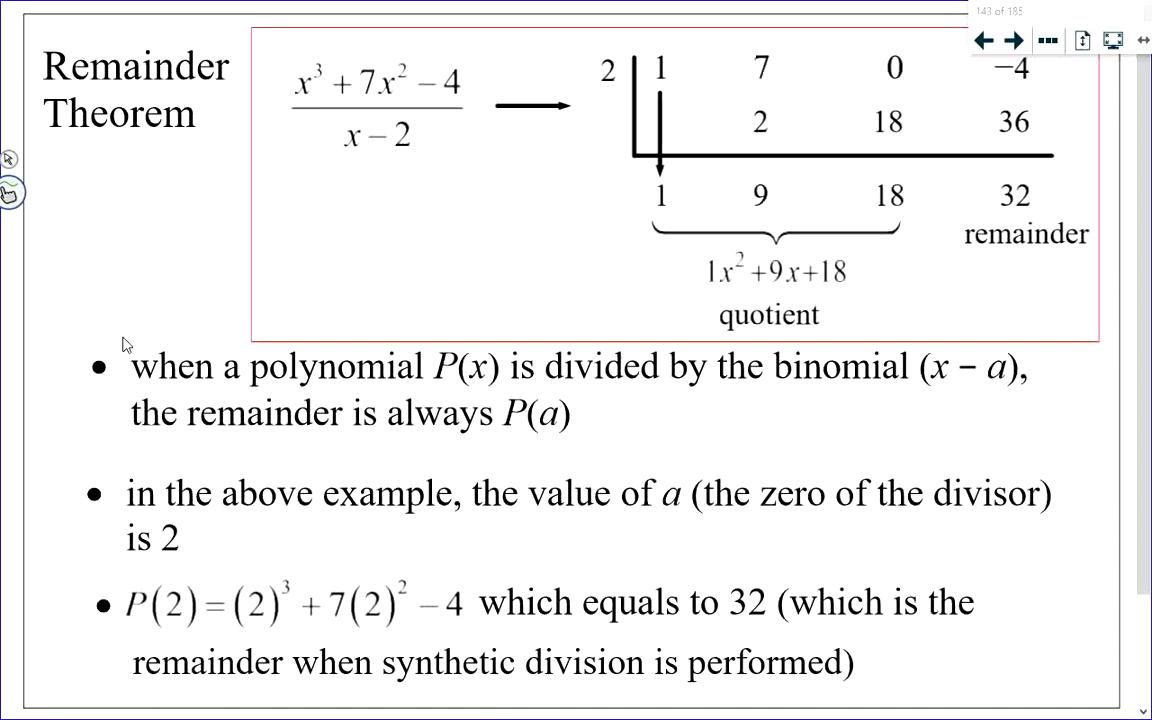 143 of 185
Remainder
Theorem
x³ + 7x² − 4
x − 2
2 1 7 0 −4
2 18 36
1 9 18 32
remainder
1x² +9x+18
quotient
• when a polynomial P(x) is divided by the binomial (x − a),
the remainder is always P(a)
• in the above example, the value of a (the zero of the divisor)
is 2
• P(2) = (2)³ + 7(2)² − 4 which equals to 32 (which is the
remainder when synthetic division is performed)